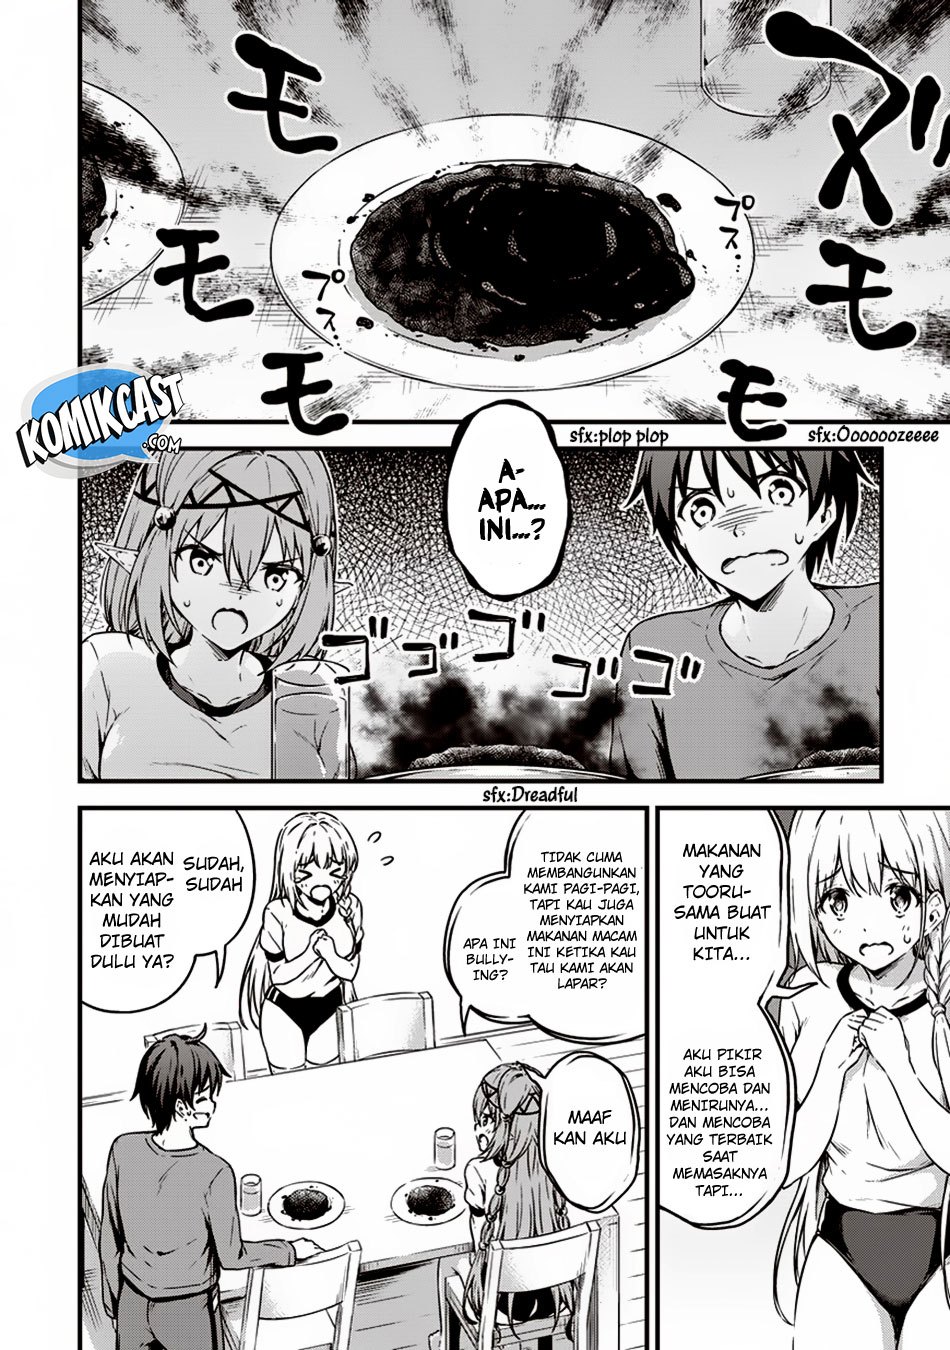 モ
モ
モ
モ
モ
プス
プス
KOMIKCAST
.COM
sfx:plop plop
sfx:Oooooozeeee
A-
APA...
INI...?
ゴゴゴゴゴゴ
sfx:Dreadful
MAKANAN
YANG
TOORU-
SAMA BUAT
UNTUK
KITA...
AKU PIKIR
AKU BISA
MENCOBA DAN
MENIRUNYA...
DAN MENCOBA
YANG TERBAIK
SAAT
MEMASAKNYA
TAPI...
TIDAK CUMA
MEMBANGUNKAN
KAMI PAGI-PAGI,
TAPI KAU JUGA
MENYIAPKAN
MAKANAN MACAM
INI KETIKA KAU
TAU KAMI AKAN
LAPAR?
APA INI
BULLY-
ING?
MAAF
KAN AKU
SUDAH,
SUDAH
AKU AKAN
MENYIAP-
KAN YANG
MUDAH
DIBUAT
DULU YA?